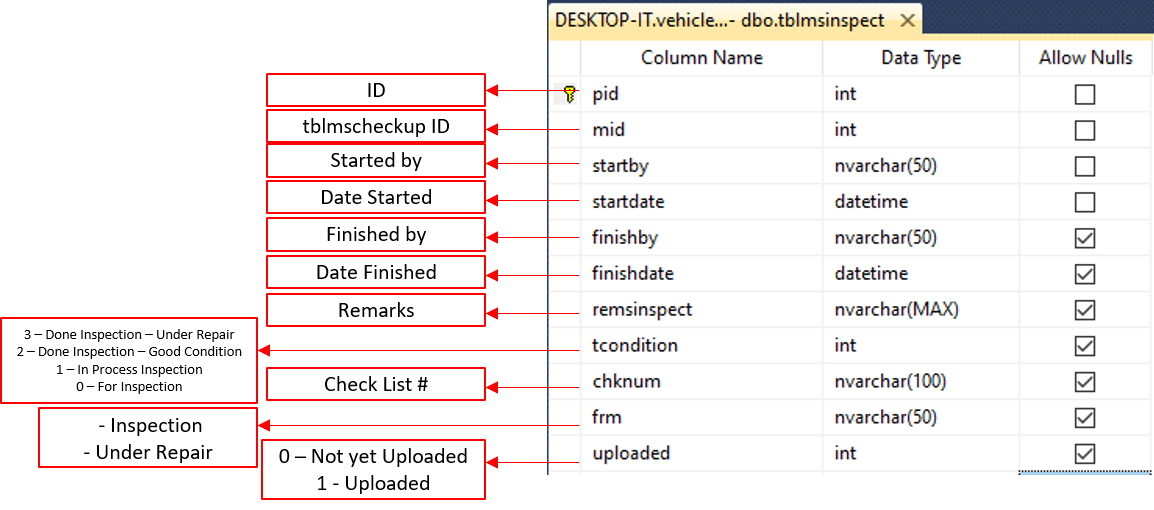 DESKTOP-IT.vehicle...- dbo.tblmsinspect ✕
Column Name Data Type Allow Nulls
ID pid int
tblmscheckup ID mid int
Started by startby nvarchar(50)
Date Started startdate datetime
Finished by finishby nvarchar(50)
Date Finished finishdate datetime
Remarks remsinspect nvarchar(MAX)
3 – Done Inspection – Under Repair
2 – Done Inspection – Good Condition
1 – In Process Inspection
0 – For Inspection
tcondition int
Check List # chknum nvarchar(100)
- Inspection
- Under Repair
frm nvarchar(50)
0 – Not yet Uploaded
1 - Uploaded
uploaded int